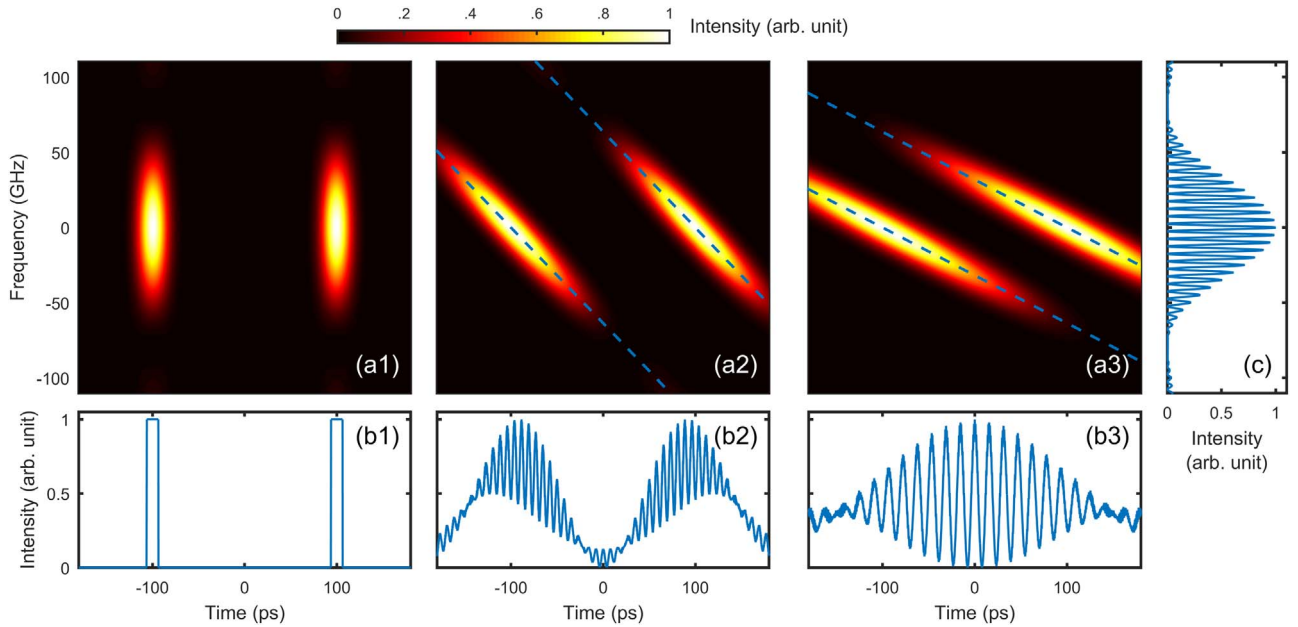 0 .2 .4 .6 .8 1
Intensity (arb. unit)
Frequency (GHz)
100
50
0
-50
-100
(a1)
(a2)
(a3)
(c)
0 0.5 1
Intensity
(arb. unit)
Intensity (arb. unit)
1
0.5
0
(b1)
(b2)
(b3)
-100 0 100
-100 0 100
-100 0 100
Time (ps)
Time (ps)
Time (ps)